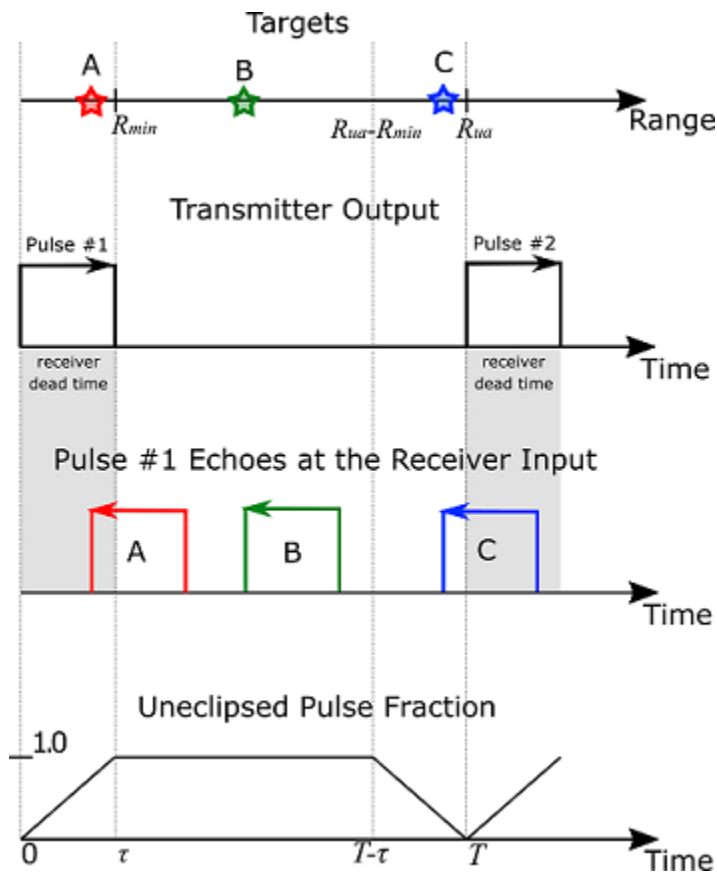 Targets
A B C
Rmin Rua-Rmin Rua Range
Transmitter Output
Pulse #1 Pulse #2
receiver dead time receiver dead time Time
Pulse #1 Echoes at the Receiver Input
A B C
Time
Uneclipsed Pulse Fraction
1.0
0 τ T-τ T Time